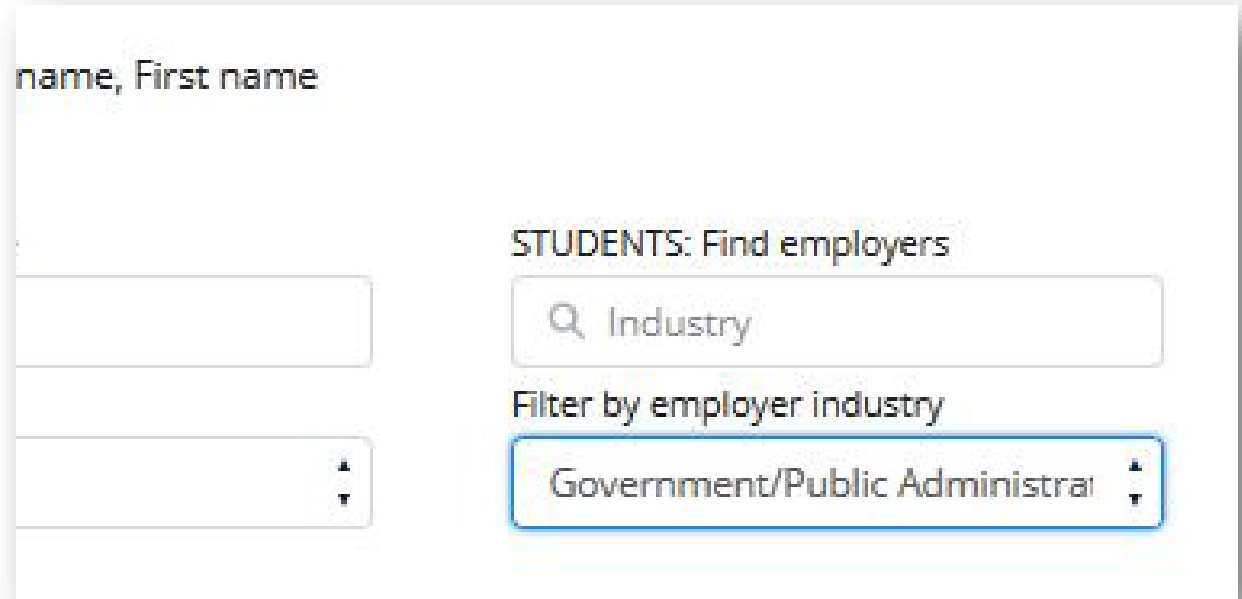 name, First name
STUDENTS: Find employers
Industry
Filter by employer industry
Government/Public Administrat